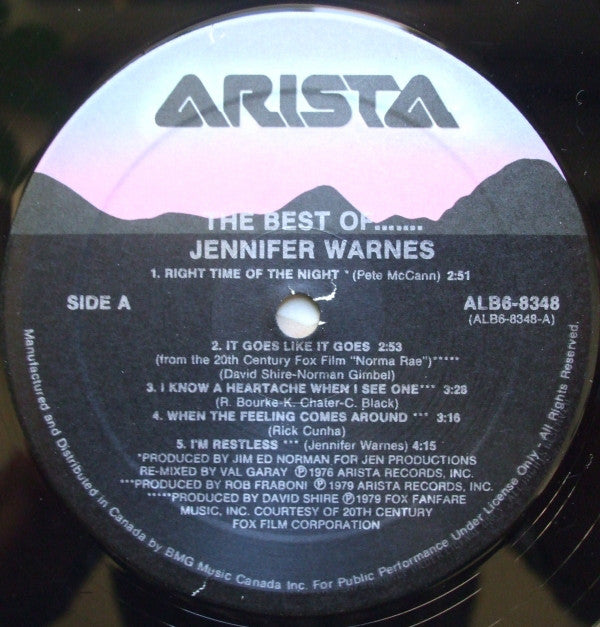 ARISTA
THE BEST OF.......
JENNIFER WARNES
1. RIGHT TIME OF THE NIGHT * (Pete McCann) 2:51
SIDE A
ALB6-8348
(ALB6-8348-A)
2. IT GOES LIKE IT GOES 2:53
(from the 20th Century Fox Film "Norma Rae")*****
(David Shire-Norman Gimbel)
3. I KNOW A HEARTACHE WHEN I SEE ONE*** 3:28
(R. Bourke-K. Chater-C. Black)
4. WHEN THE FEELING COMES AROUND *** 3:16
(Rick Cunha)
5. I'M RESTLESS *** (Jennifer Warnes) 4:15
*PRODUCED BY JIM ED NORMAN FOR JEN PRODUCTIONS
RE-MIXED BY VAL GARAY ℗ 1976 ARISTA RECORDS, INC.
***PRODUCED BY ROB FRABONI ℗ 1979 ARISTA RECORDS, INC.
*****PRODUCED BY DAVID SHIRE ℗ 1979 FOX FANFARE
MUSIC, INC. COURTESY OF 20TH CENTURY
FOX FILM CORPORATION
Manufactured and Distributed in Canada by BMG Music Canada Inc. For Public Performance Under License Only - All Rights Reserved.